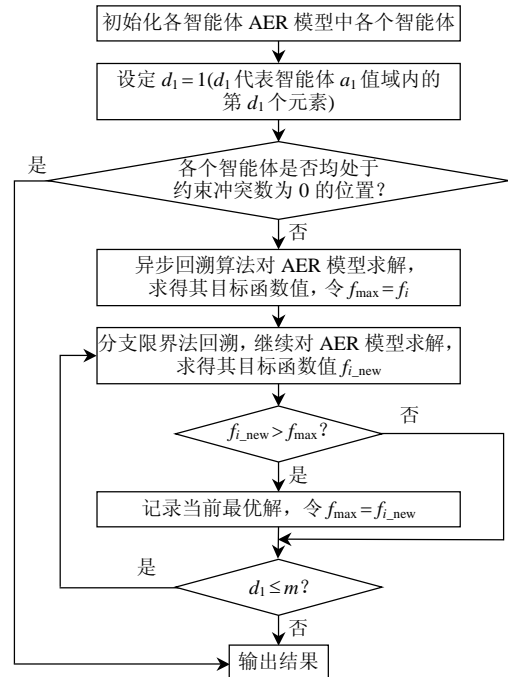 初始化各智能体 AER 模型中各个智能体
设定 d₁=1(d₁ 代表智能体 a₁ 值域内的
第 d₁ 个元素)
是
各个智能体是否均处于
约束冲突数为 0 的位置？
否
异步回溯算法对 AER 模型求解，
求得其目标函数值，令 fmax=fi
分支限界法回溯，继续对 AER 模型求解，
求得其目标函数值 fi_new
否
fi_new>fmax？
是
记录当前最优解，令 fmax=fi_new
是
d₁≤m？
否
输出结果